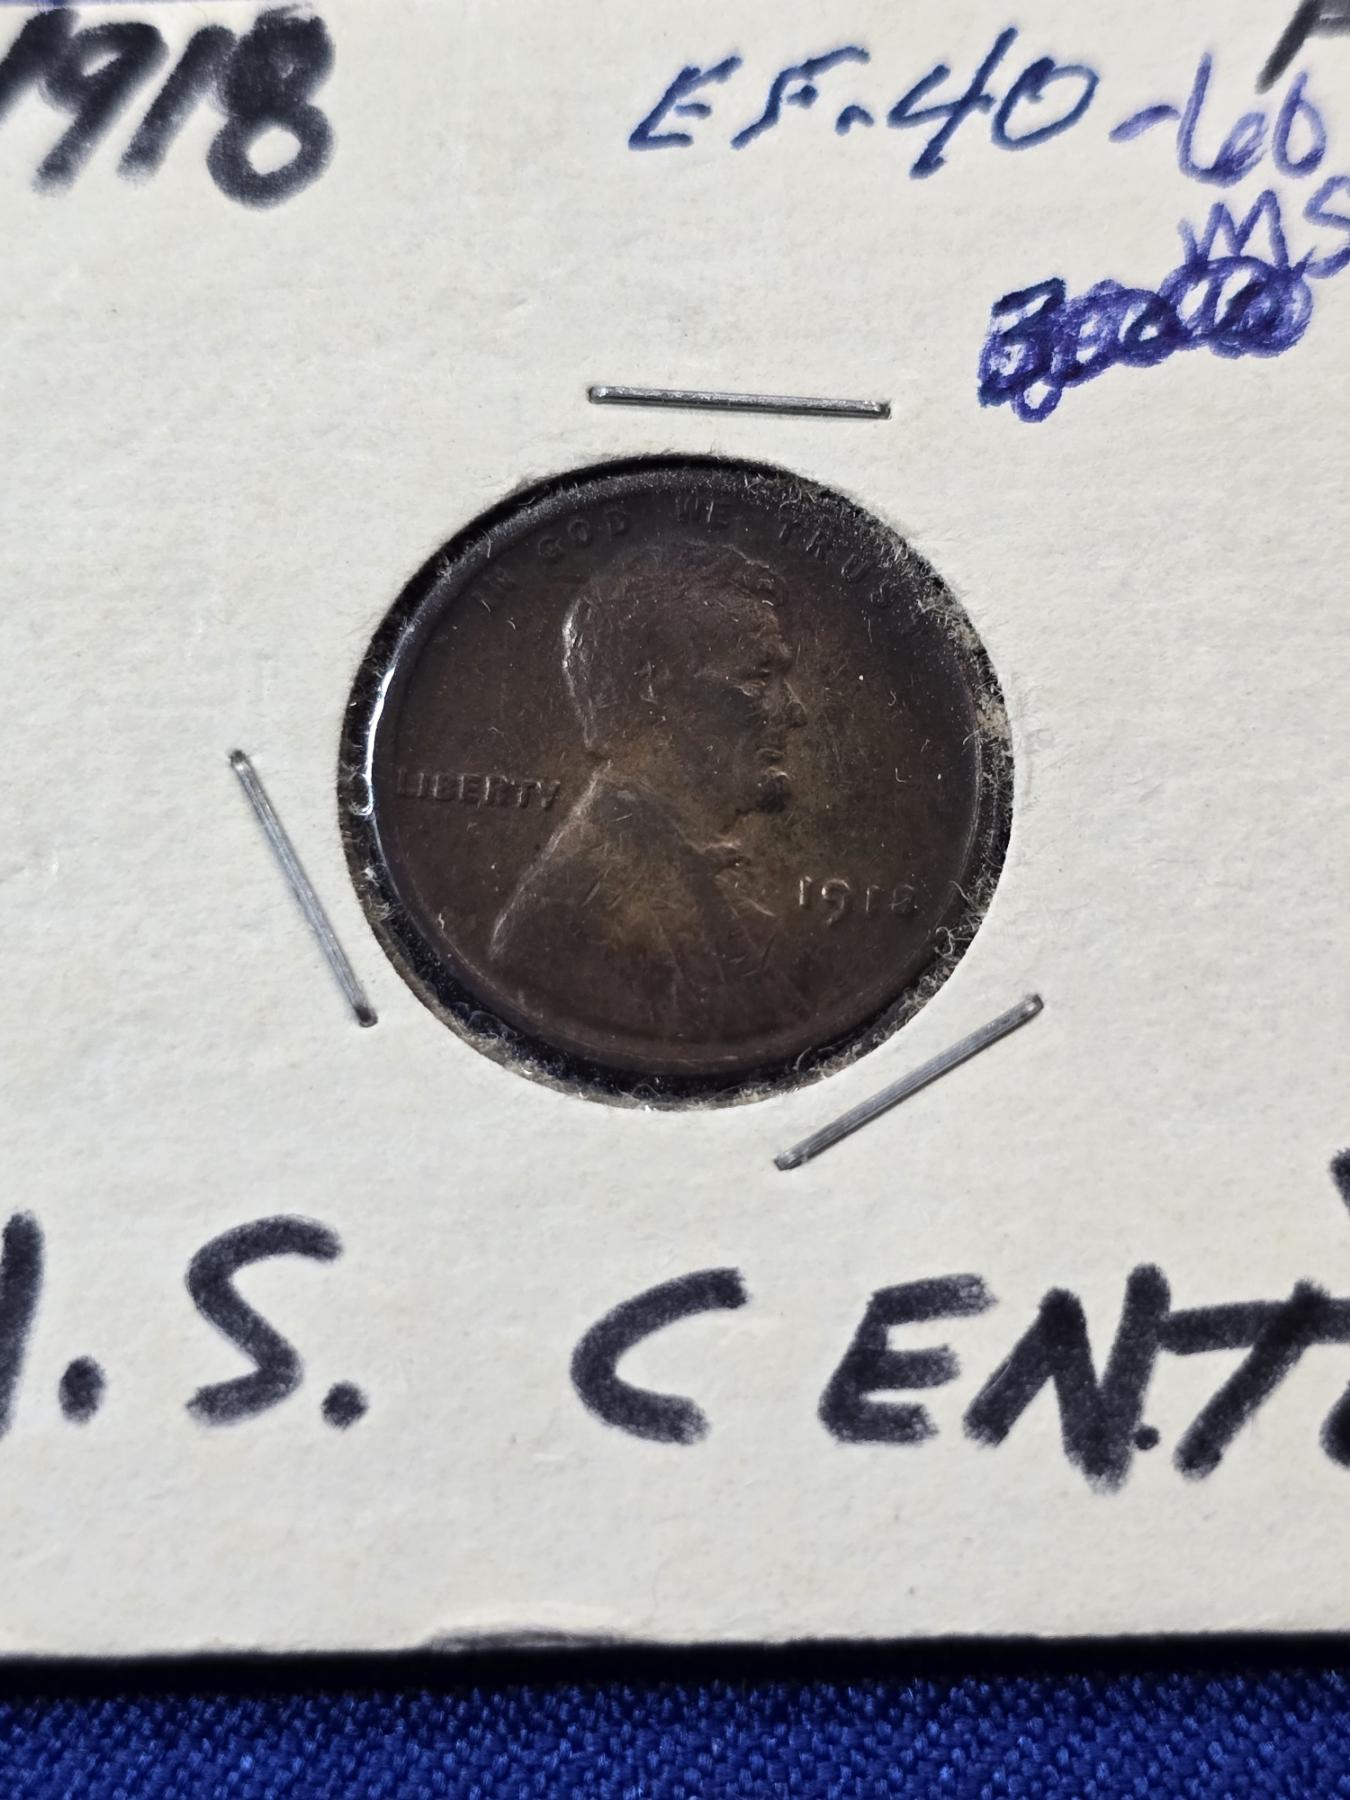 1918
EF.40-60
MS
IN GOD WE TRUST
LIBERTY
1918
.S. CENT